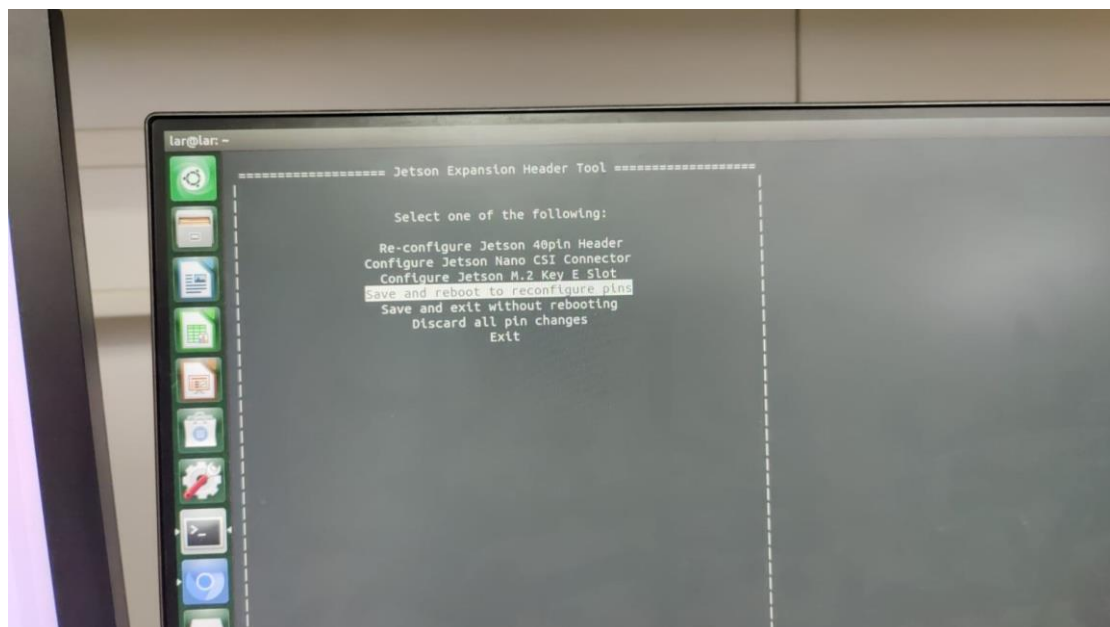 lar@lar: ~
=================== Jetson Expansion Header Tool ===================
Select one of the following:
Re-configure Jetson 40pin Header
Configure Jetson Nano CSI Connector
Configure Jetson M.2 Key E Slot
Save and reboot to reconfigure pins
Save and exit without rebooting
Discard all pin changes
Exit